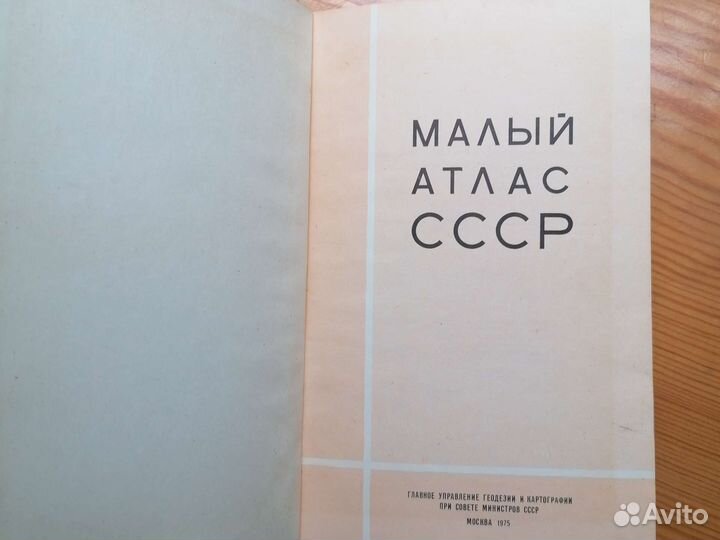 МАЛЫЙ
АТЛАС
СССР
ГЛАВНОЕ УПРАВЛЕНИЕ ГЕОДЕЗИИ И КАРТОГРАФИИ
ПРИ СОВЕТЕ МИНИСТРОВ СССР
МОСКВА 1975
Avito